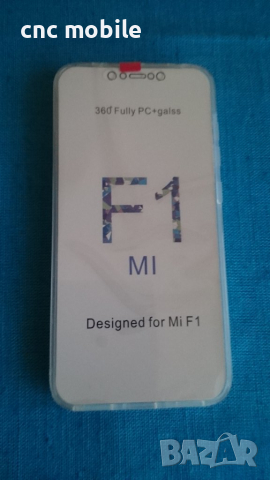 cnc mobile
360°Fully PC+galss
F1
MI
Designed for Mi F1
BAZAR